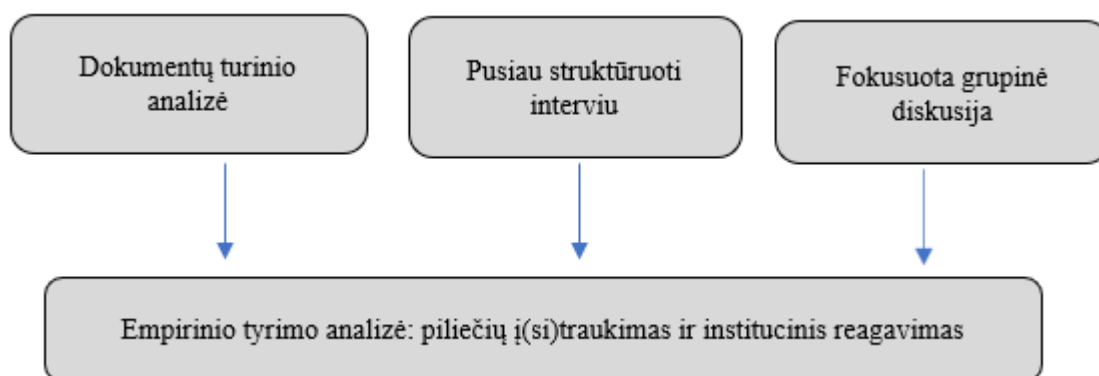 Dokumentų turinio
analizė
Pusiau struktūruoti
interviu
Fokusuota grupinė
diskusija
Empirinio tyrimo analizė: piliečių į(si)traukimas ir institucinis reagavimas